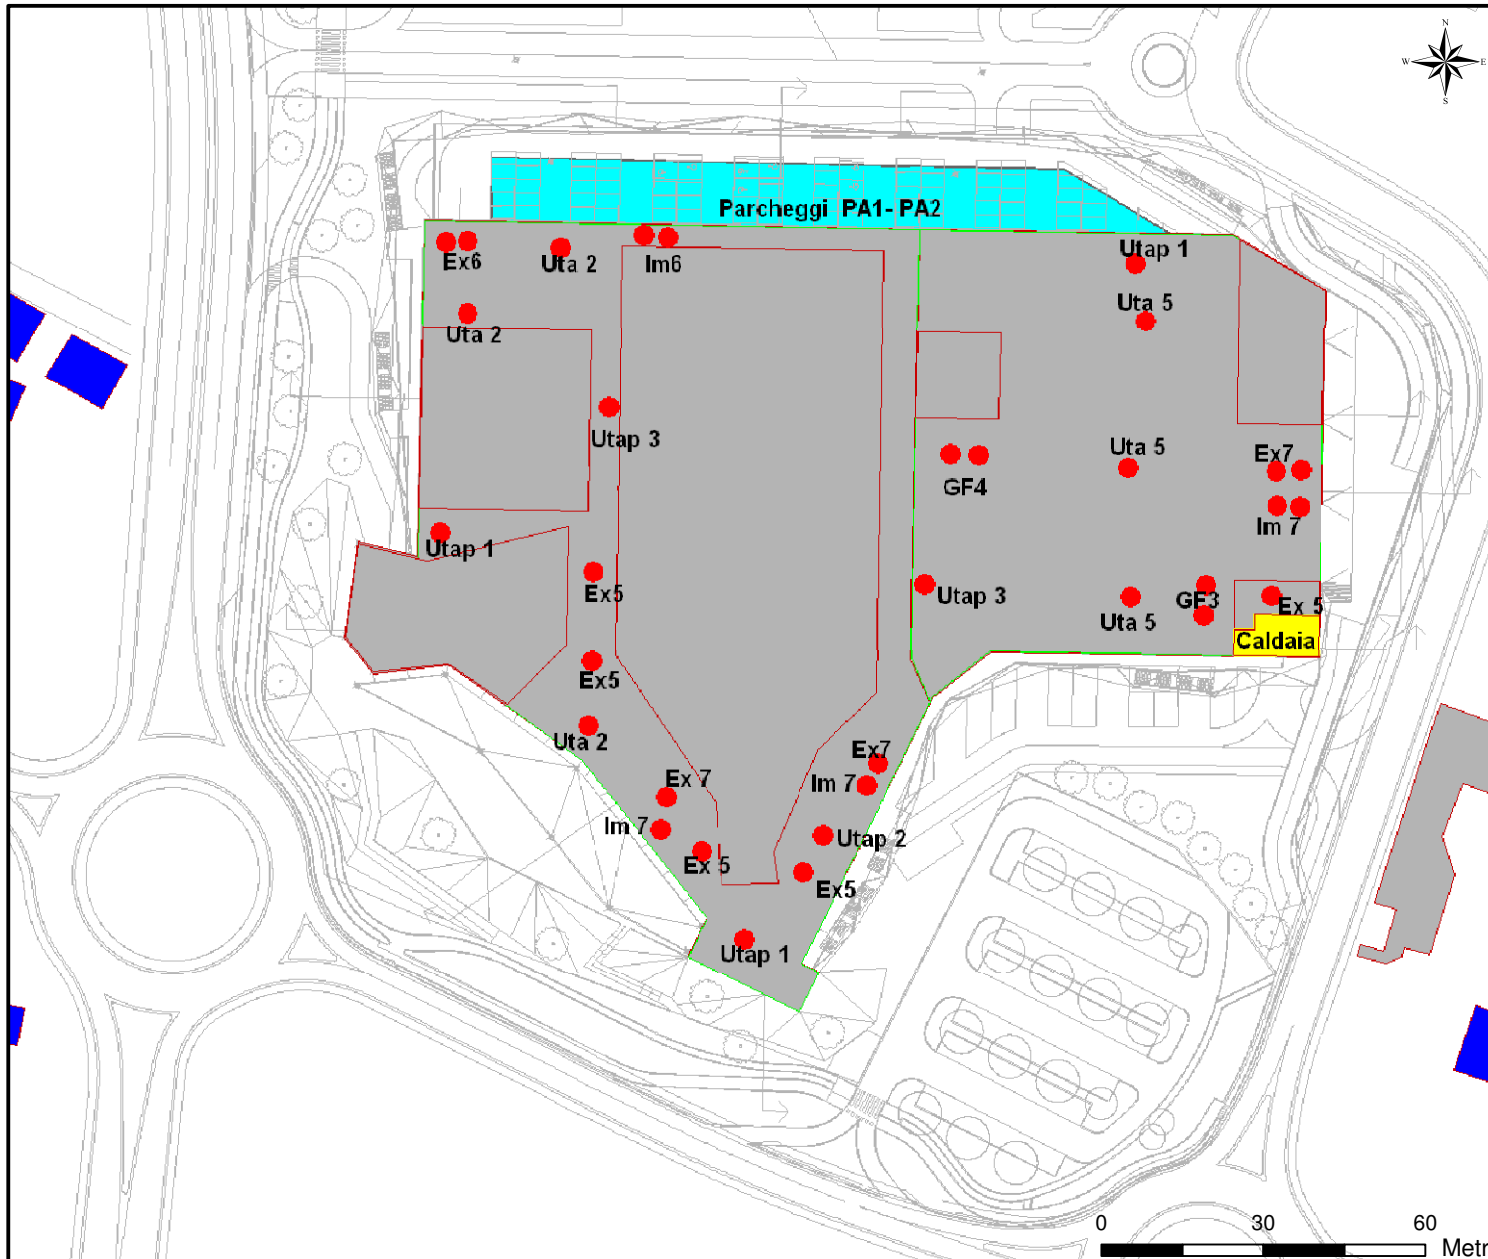 N
W E
S
Parcheggi PA1- PA2
Ex6
Uta 2
Im6
Utap 1
Uta 5
Uta 2
Utap 3
Uta 5
Ex7
GF4
Im 7
Utap 1
Ex5
Utap 3
Uta 5
GF3
Ex 5
Caldaia
Ex5
Uta 2
Ex7
Ex 7
Im 7
Im 7
Utap 2
Ex 5
Ex5
Utap 1
0 30 60
Metr